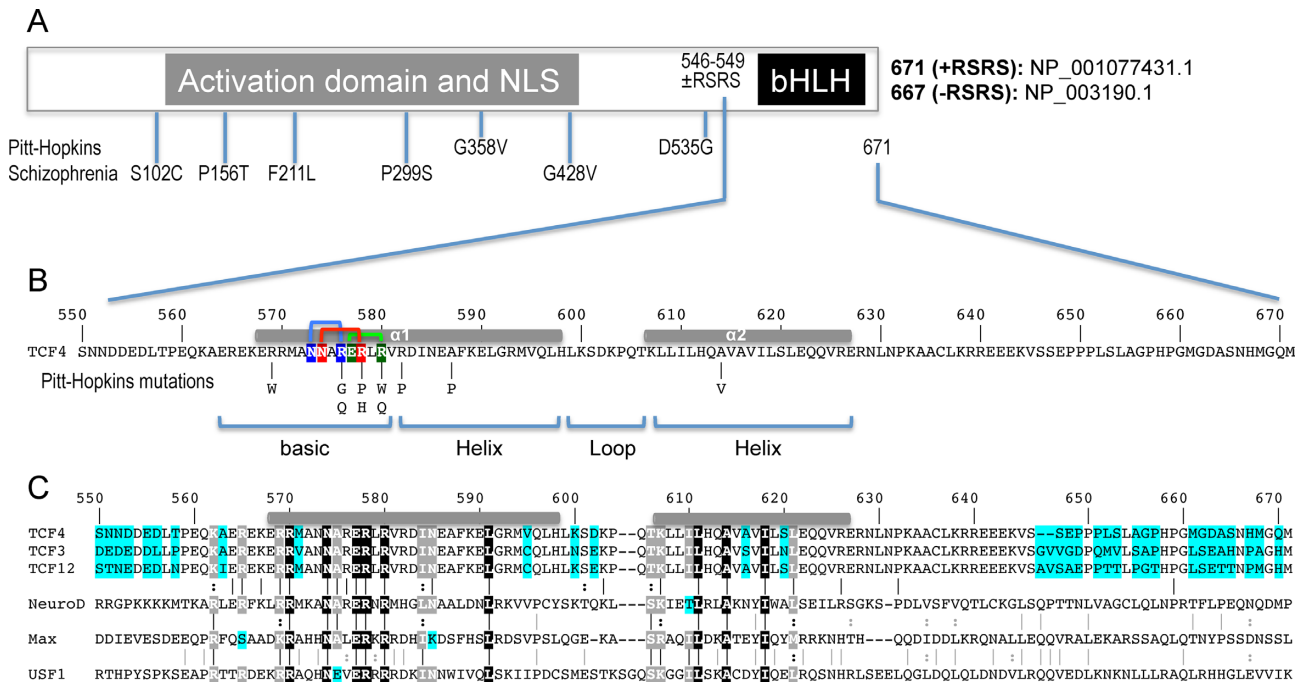 A
Activation domain and NLS
546-549
±RSRS
bHLH
671 (+RSRS): NP_001077431.1
667 (-RSRS): NP_003190.1
Pitt-Hopkins G358V D535G 671
Schizophrenia S102C P156T F211L P299S G428V
B
550 560 570 580 590 600 610 620 630 640 650 660 670
α1 α2
TCF4 SNNDDEDLTPEQKAEREKERRMANNARERLRVRDINEAFKELGRMVQLHLKSDKPQTKLLILHQAVAVILSLEQQVRERNLNPKAACLKRREEEKVSSEPPPLSLAGPHPGMGDASNHMGQM
Pitt-Hopkins mutations W G P W P P V
Q H Q
basic Helix Loop Helix
C
550 560 570 580 590 600 610 620 630 640 650 660 670
TCF4 SNNDDEDLTPEQKAEREKERRMANNARERLRVRDINEAFKELGRMVQLHLKSDKP--QTKLLILHQAVAVILSLEQQVRERNLNPKAACLKRREEEKVS--SEPPPLSLAGPHPGMGDASNHMGQM
TCF3 DEDEDDLLPPEQKAEREKERRVANNARERLRVRDINEAFKELGRMCQLHLNSEKP--QTKLLILHQAVSVILNLEQQVRERNLNPKAACLKRREEEKVSGVVGDPQMVLSAPHPGLSEAHNPAGHM
TCF12 STNEDEDLNPEQKIEREKERRMANNARERLRVRDINEAFKELGRMCQLHLKSEKP--QTKLLILHQAVAVILSLEQQVRERNLNPKAACLKRREEEKVSAVSAEPPTTLPGTHPGLSETTNPMGHM
NeuroD RRGPKKKKMTKARLERFKLRRMKANARERNRMHGLNAALDNLRKVVPCYSKTQKL---SKIETLRLAKNYIWALSEILRSGKS-PDLVSFVQTLCKGLSQPTTNLVAGCLQLNPRTFLPEQNQDMP
Max DDIEVESDEEQPRFQSAADKRAHHNALERKRRDHIKDSFHSLRDSVPSLQGE-KA---SRAQILDKATEYIQYMRRKNHTH---QQDIDDLKRQNALLEQQVRALEKARSSAQLQTNYPSSDNSSL
USF1 RTHPYSPKSEAPRTTRDEKRRAQHNEVERRRRDKINNWIVQLSKIIPDCSMESTKSGQSKGGILSKACDYIQELRQSNHRLSEELQGLDQLQLDNDVLRQQVEDLKNKNLLLRAQLRHHGLEVVIK